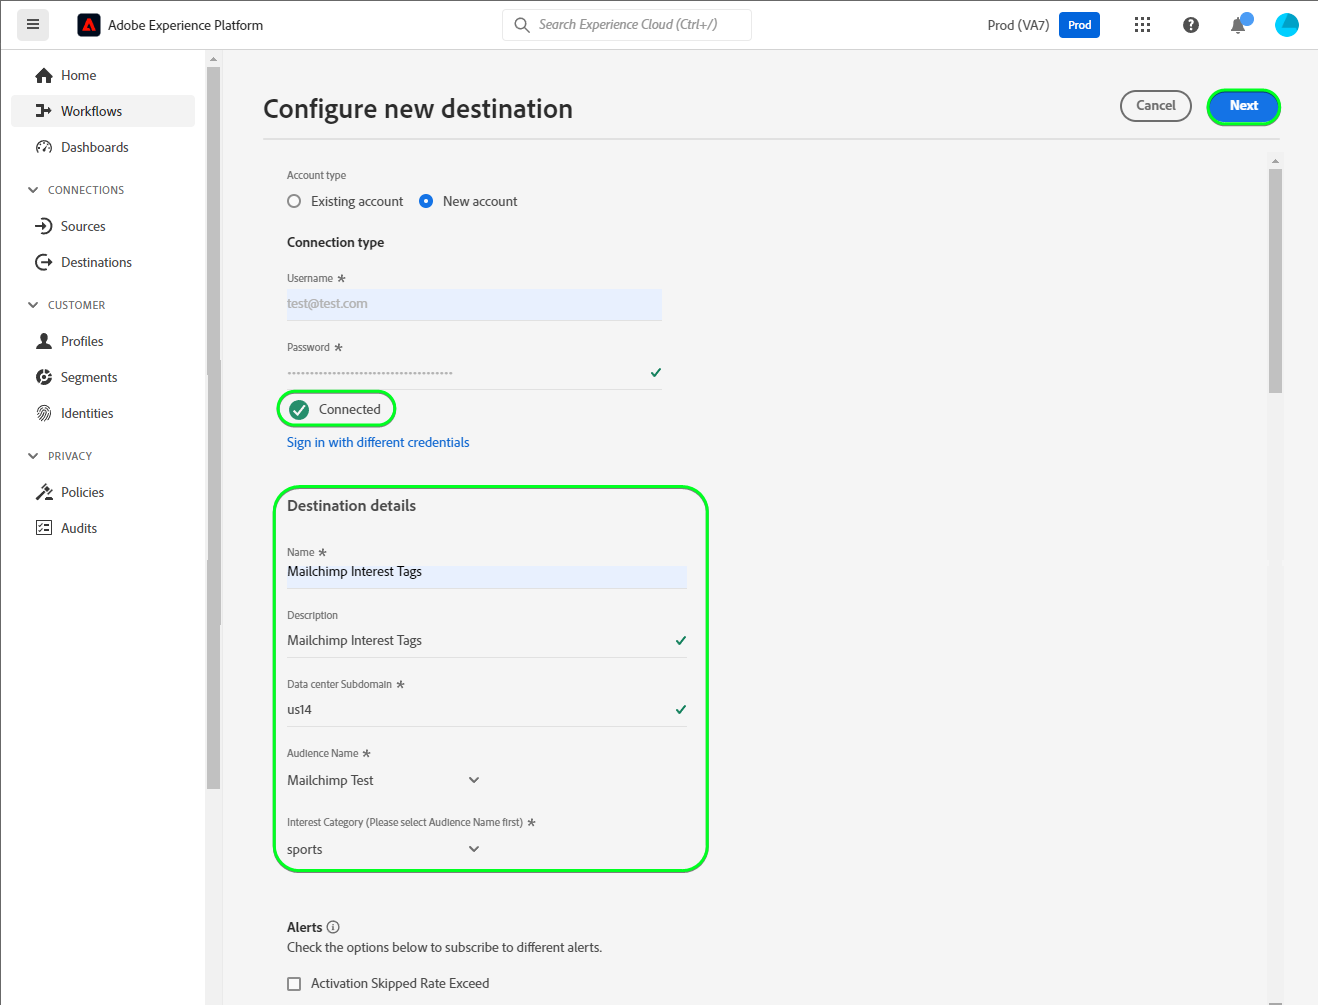 Adobe Experience Platform
Search Experience Cloud (Ctrl+/)
Prod (VA7)
Prod
Home
Workflows
Dashboards
CONNECTIONS
Sources
Destinations
CUSTOMER
Profiles
Segments
Identities
PRIVACY
Policies
Audits
Configure new destination
Cancel
Next
Account type
Existing account
New account
Connection type
Username *
test@test.com
Password *
Connected
Sign in with different credentials
Destination details
Name *
Mailchimp Interest Tags
Description
Mailchimp Interest Tags
Data center Subdomain *
us14
Audience Name *
Mailchimp Test
Interest Category (Please select Audience Name first) *
sports
Alerts
Check the options below to subscribe to different alerts.
Activation Skipped Rate Exceed